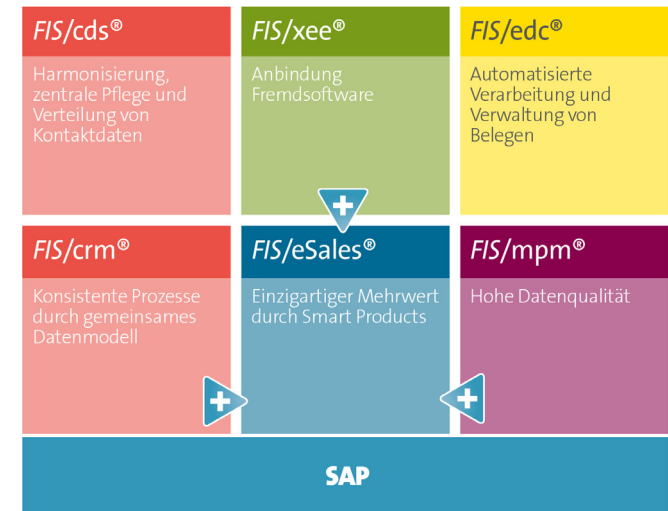 FIS/cds®
Harmonisierung,
zentrale Pflege und
Verteilung von
Kontaktdaten
FIS/xee®
Anbindung
Fremdsoftware
FIS/edc®
Automatisierte
Verarbeitung und
Verwaltung von
Belegen
+
FIS/crm®
Konsistente Prozesse
durch gemeinsames
Datenmodell
FIS/eSales®
Einzigartiger Mehrwert
durch Smart Products
FIS/mpm®
Hohe Datenqualität
+
+
SAP